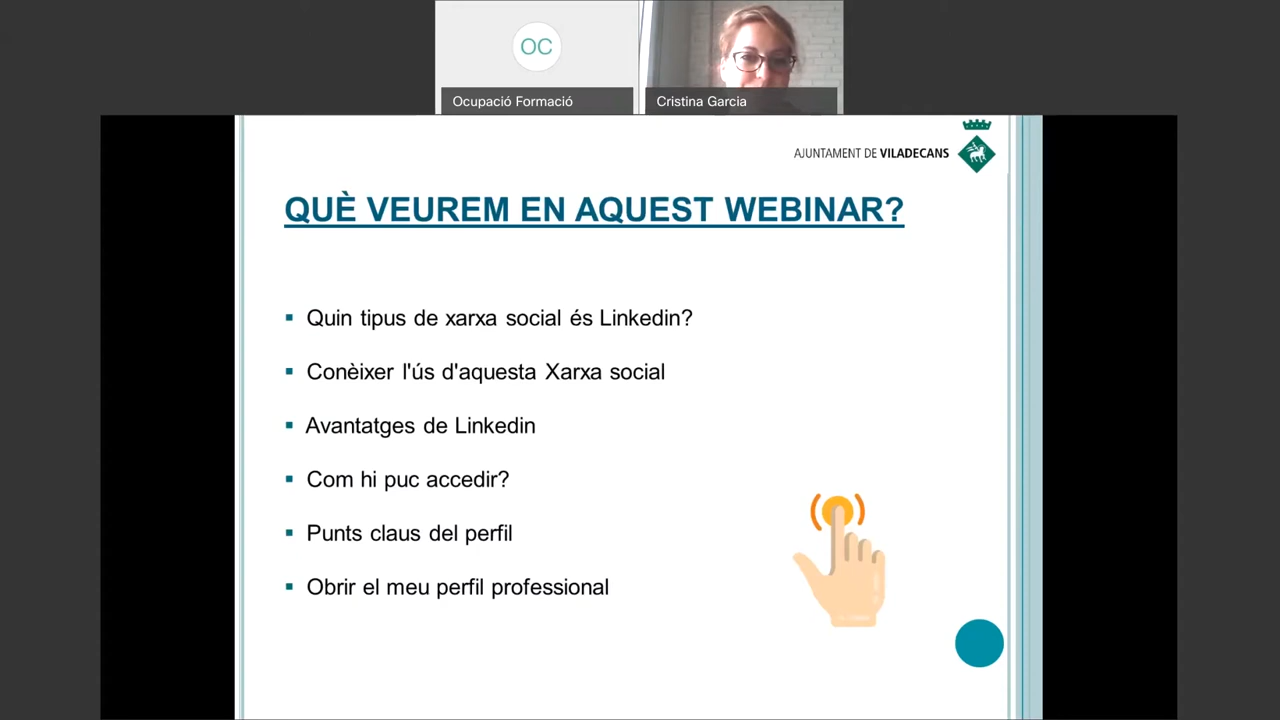 OC
Ocupació Formació
Cristina Garcia
AJUNTAMENT DE VILADECANS
QUÈ VEUREM EN AQUEST WEBINAR?
Quin tipus de xarxa social és Linkedin?
Conèixer l'ús d'aquesta Xarxa social
Avantatges de Linkedin
Com hi puc accedir?
Punts claus del perfil
Obrir el meu perfil professional